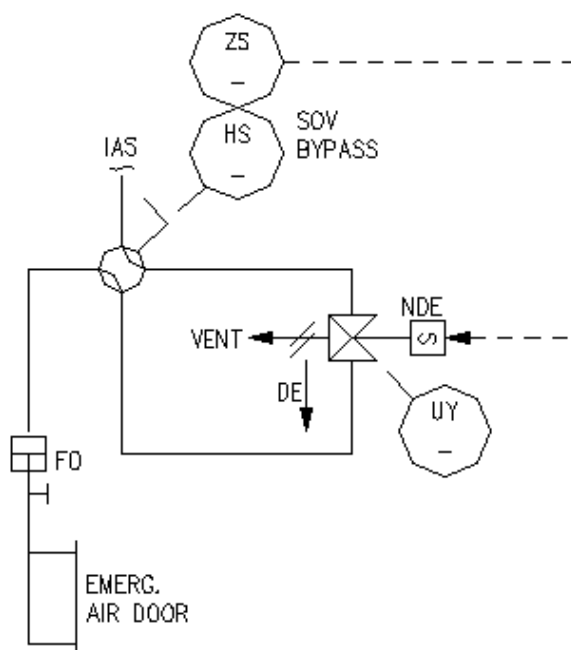 ZS
–
HS
–
SOV
BYPASS
IAS
NDE
S
VENT
DE
UY
–
FO
EMERG.
AIR DOOR